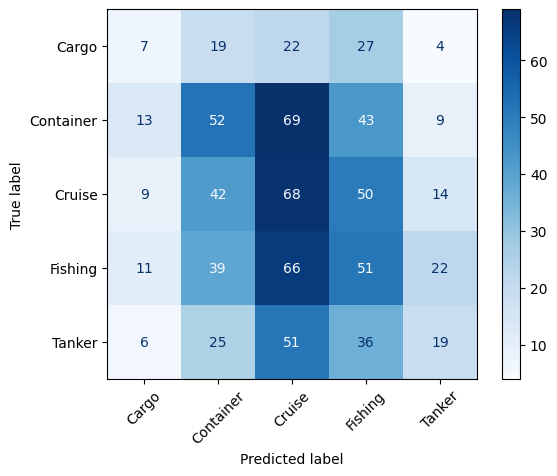 Cargo 7 19 22 27 4
Container 13 52 69 43 9
Cruise 9 42 68 50 14
Fishing 11 39 66 51 22
Tanker 6 25 51 36 19
Cargo Container Cruise Fishing Tanker
Predicted label
True label
60
50
40
30
20
10